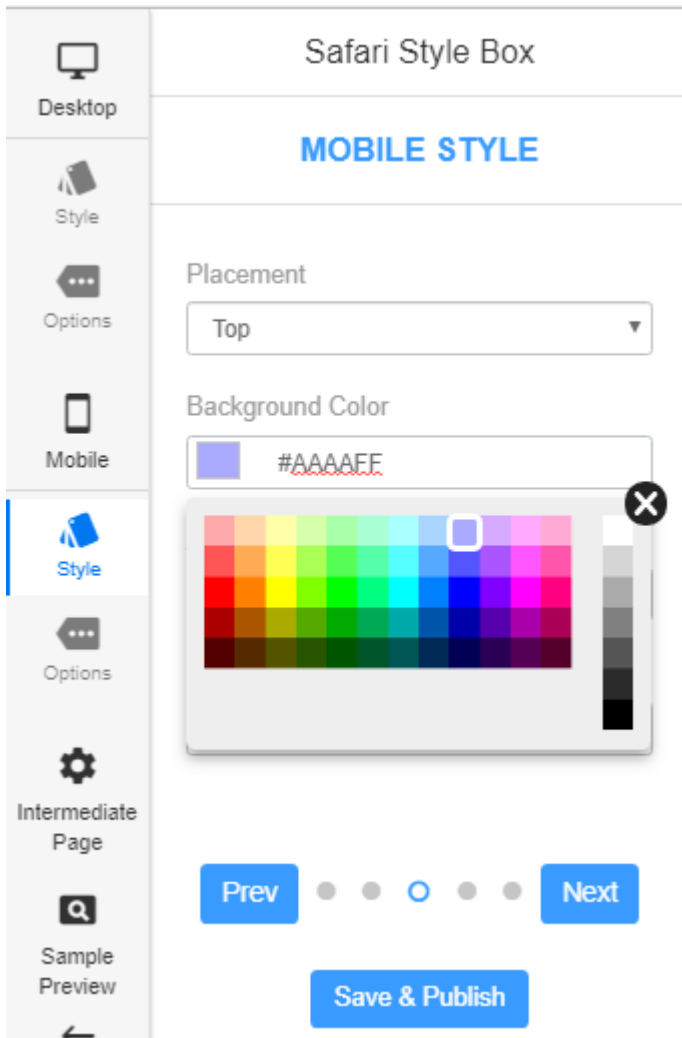 Desktop
Style
Options
Mobile
Style
Options
Intermediate
Page
Sample
Preview
Safari Style Box
MOBILE STYLE
Placement
Top
Background Color
#AAAAFF
Prev
Next
Save & Publish